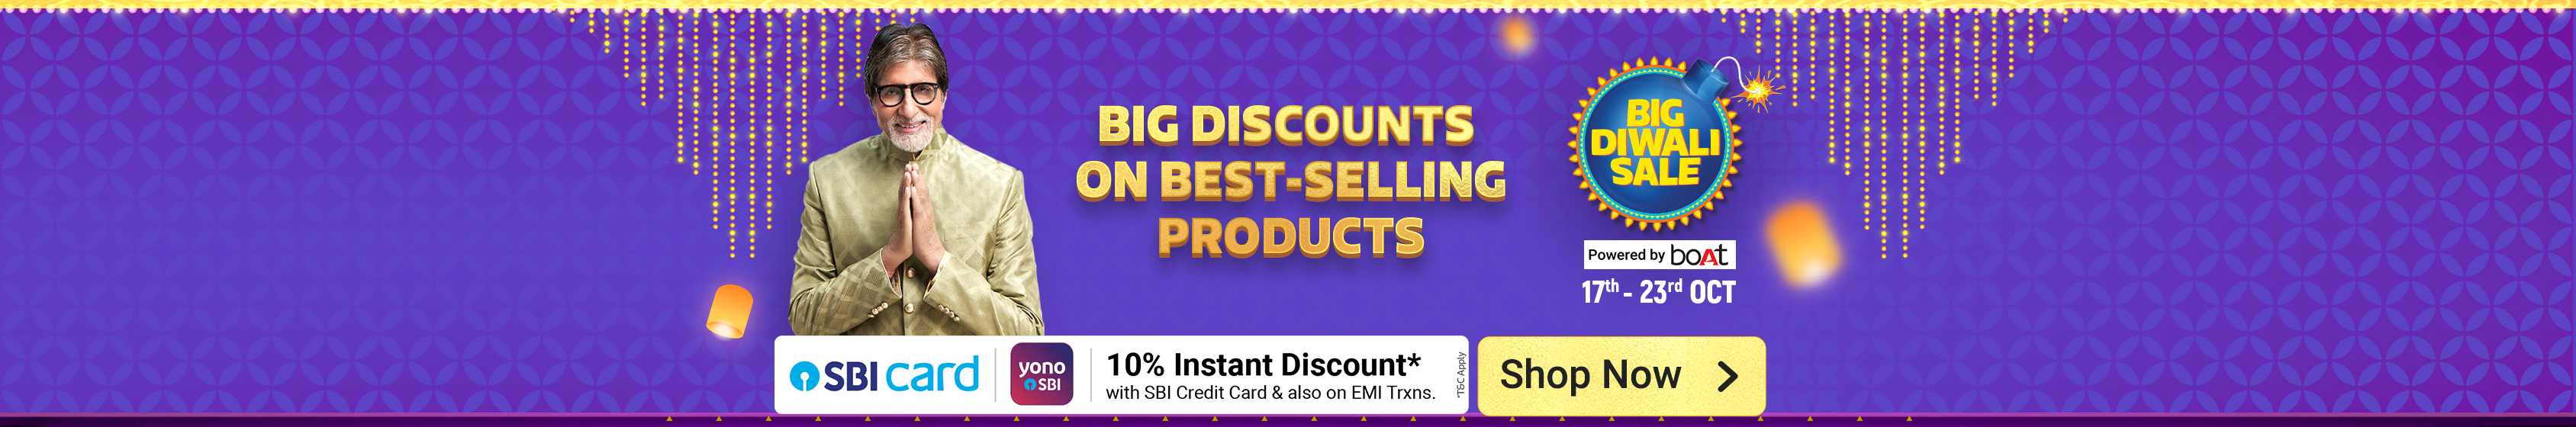 BIG DISCOUNTS
ON BEST-SELLING
PRODUCTS
BIG
DIWALI
SALE
Powered by boAt
17th - 23rd OCT
SBI card
yono
SBI
10% Instant Discount*
with SBI Credit Card & also on EMI Trxns.
*T&C Apply
Shop Now